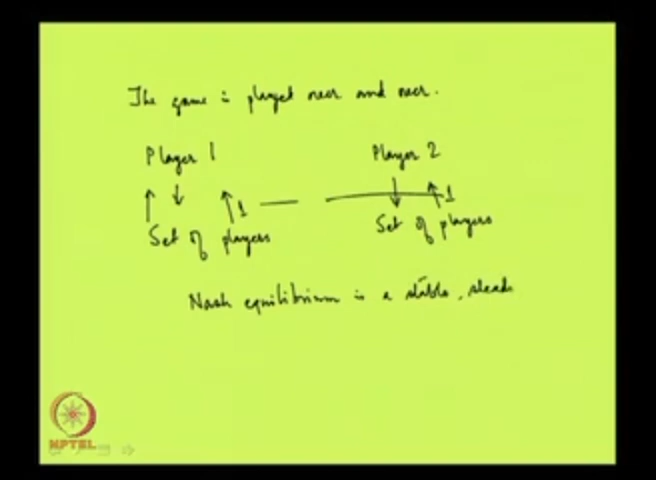 The game is played over and over.
Player 1 Player 2
1 1
Set of players Set of players
Nash equilibrium is a stable, stead
NPTEL